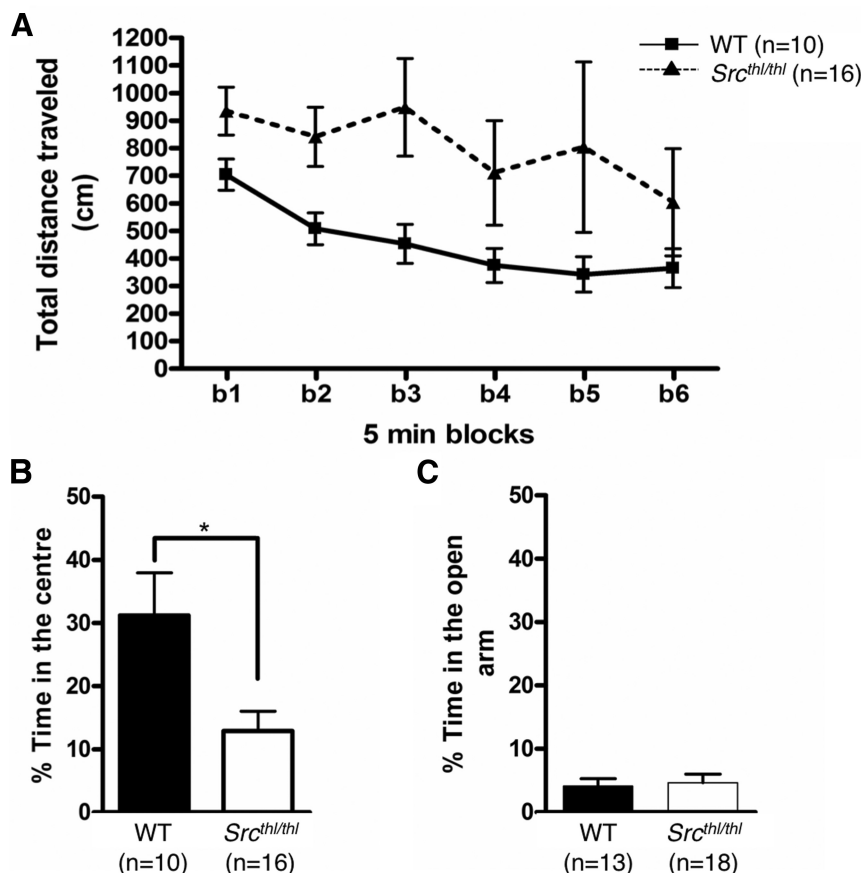 A
Total distance traveled
(cm)
1200
1100
1000
900
800
700
600
500
400
300
200
100
0
b1 b2 b3 b4 b5 b6
5 min blocks
WT (n=10)
Src^thl/thl (n=16)
B
% Time in the centre
50
40
30
20
10
0
*
WT Src^thl/thl
(n=10) (n=16)
C
% Time in the open
arm
50
40
30
20
10
0
WT Src^thl/thl
(n=13) (n=18)